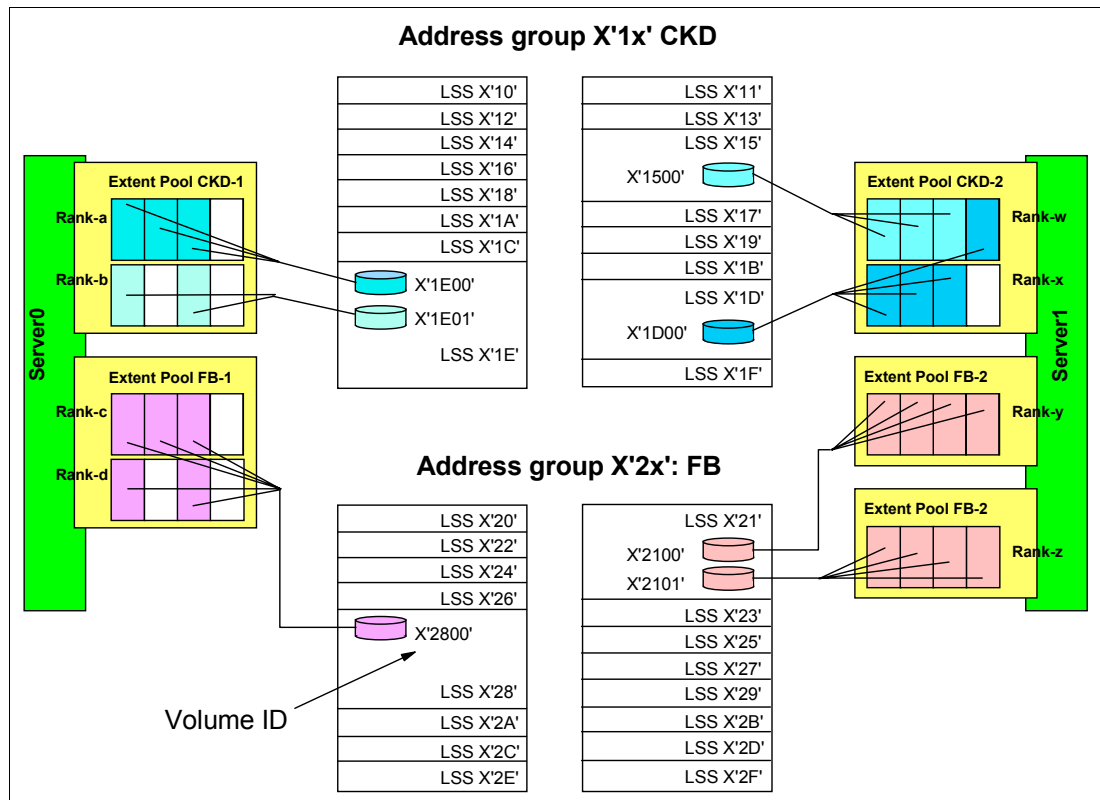 Address group X'1x' CKD
Server0
Extent Pool CKD-1
Rank-a
Rank-b
Extent Pool FB-1
Rank-c
Rank-d
LSS X'10'
LSS X'12'
LSS X'14'
LSS X'16'
LSS X'18'
LSS X'1A'
LSS X'1C'
X'1E00'
X'1E01'
LSS X'1E'
LSS X'11'
LSS X'13'
LSS X'15'
X'1500'
LSS X'17'
LSS X'19'
LSS X'1B'
LSS X'1D'
X'1D00'
LSS X'1F'
Extent Pool CKD-2
Rank-w
Rank-x
Server1
Extent Pool FB-2
Rank-y
Extent Pool FB-2
Rank-z
Address group X'2x': FB
LSS X'20'
LSS X'22'
LSS X'24'
LSS X'26'
X'2800'
LSS X'28'
Volume ID
LSS X'2A'
LSS X'2C'
LSS X'2E'
LSS X'21'
X'2100'
X'2101'
LSS X'23'
LSS X'25'
LSS X'27'
LSS X'29'
LSS X'2B'
LSS X'2D'
LSS X'2F'